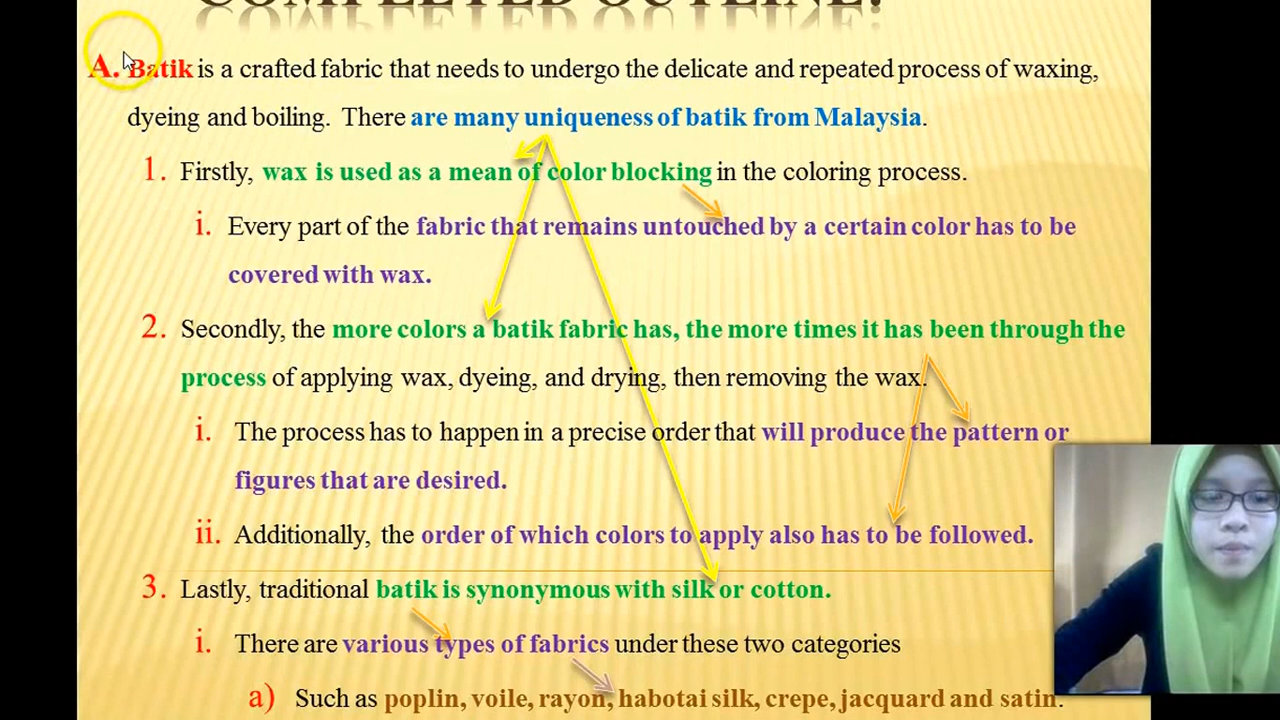 COMPLETED OUTLINE:
A. Batik is a crafted fabric that needs to undergo the delicate and repeated process of waxing,
dyeing and boiling. There are many uniqueness of batik from Malaysia.
1. Firstly, wax is used as a mean of color blocking in the coloring process.
i. Every part of the fabric that remains untouched by a certain color has to be
covered with wax.
2. Secondly, the more colors a batik fabric has, the more times it has been through the
process of applying wax, dyeing, and drying, then removing the wax.
i. The process has to happen in a precise order that will produce the pattern or
figures that are desired.
ii. Additionally, the order of which colors to apply also has to be followed.
3. Lastly, traditional batik is synonymous with silk or cotton.
i. There are various types of fabrics under these two categories
a) Such as poplin, voile, rayon, habotai silk, crepe, jacquard and satin.